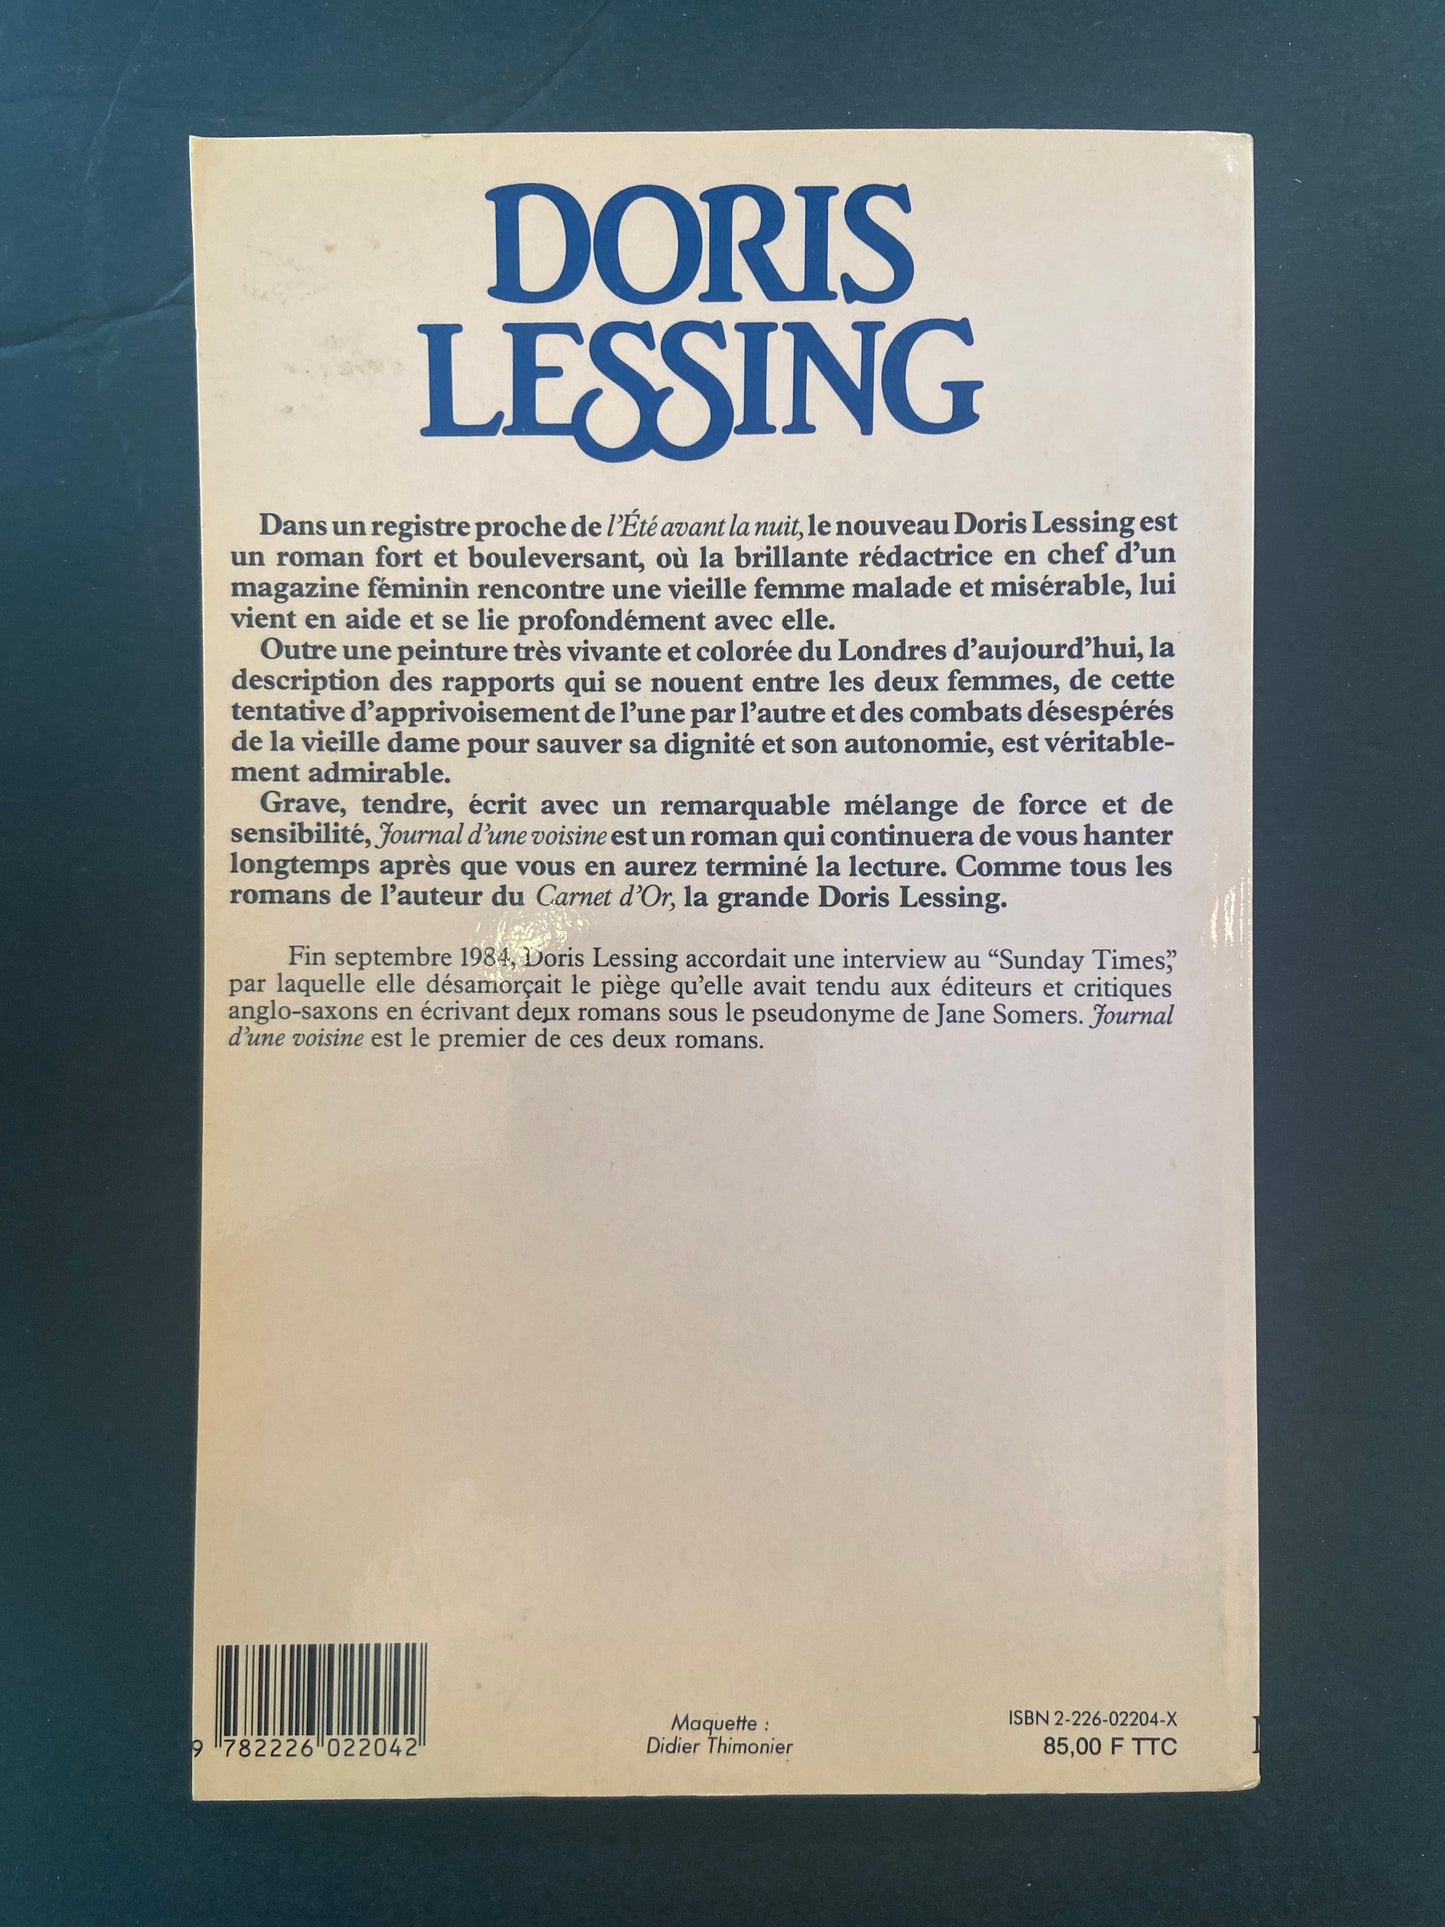 DORIS
LESSING
Dans un registre proche de l'Été avant la nuit, le nouveau Doris Lessing est
un roman fort et bouleversant, où la brillante rédactrice en chef d'un
magazine féminin rencontre une vieille femme malade et misérable, lui
vient en aide et se lie profondément avec elle.
Outre une peinture très vivante et colorée du Londres d'aujourd'hui, la
description des rapports qui se nouent entre les deux femmes, de cette
tentative d'apprivoisement de l'une par l'autre et des combats désespérés
de la vieille dame pour sauver sa dignité et son autonomie, est véritable-
ment admirable.
Grave, tendre, écrit avec un remarquable mélange de force et de
sensibilité, Journal d'une voisine est un roman qui continuera de vous hanter
longtemps après que vous en aurez terminé la lecture. Comme tous les
romans de l'auteur du Carnet d'Or, la grande Doris Lessing.
Fin septembre 1984, Doris Lessing accordait une interview au “Sunday Times”,
par laquelle elle désamorçait le piège qu'elle avait tendu aux éditeurs et critiques
anglo-saxons en écrivant deux romans sous le pseudonyme de Jane Somers. Journal
d'une voisine est le premier de ces deux romans.
9 782226 022042
Maquette :
Didier Thimonier
ISBN 2-226-02204-X
85,00 F TTC